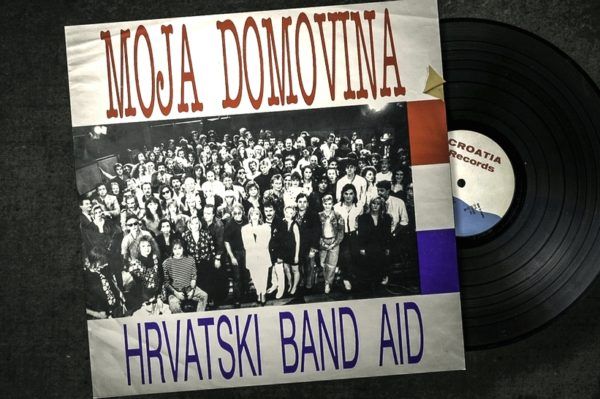 MOJA DOMOVINA
HRVATSKI BAND AID
CROATIA
Records